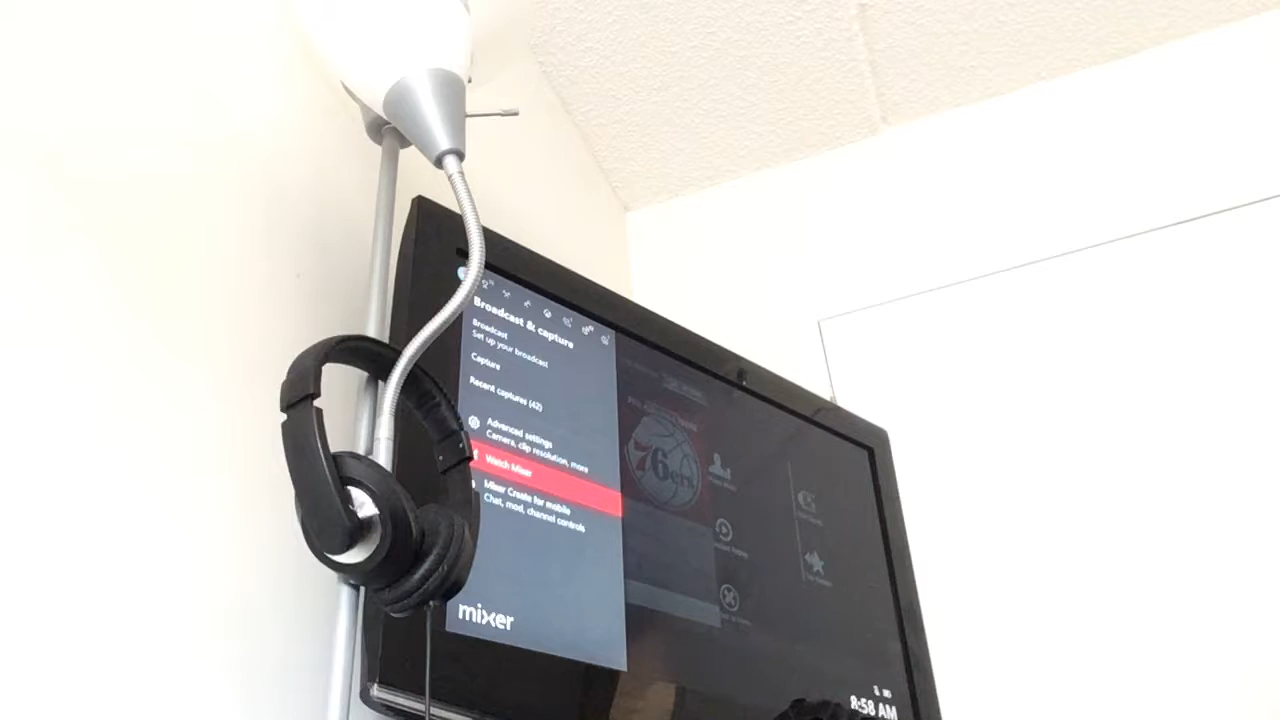 Broadcast & capture
Broadcast
Set up your broadcast
Capture
Recent captures (42)
Advanced settings
Camera, clip resolution, more
Watch Mixer
Mixer Create for mobile
Chat, mod, channel controls
mixer
76ers
8:58 AM